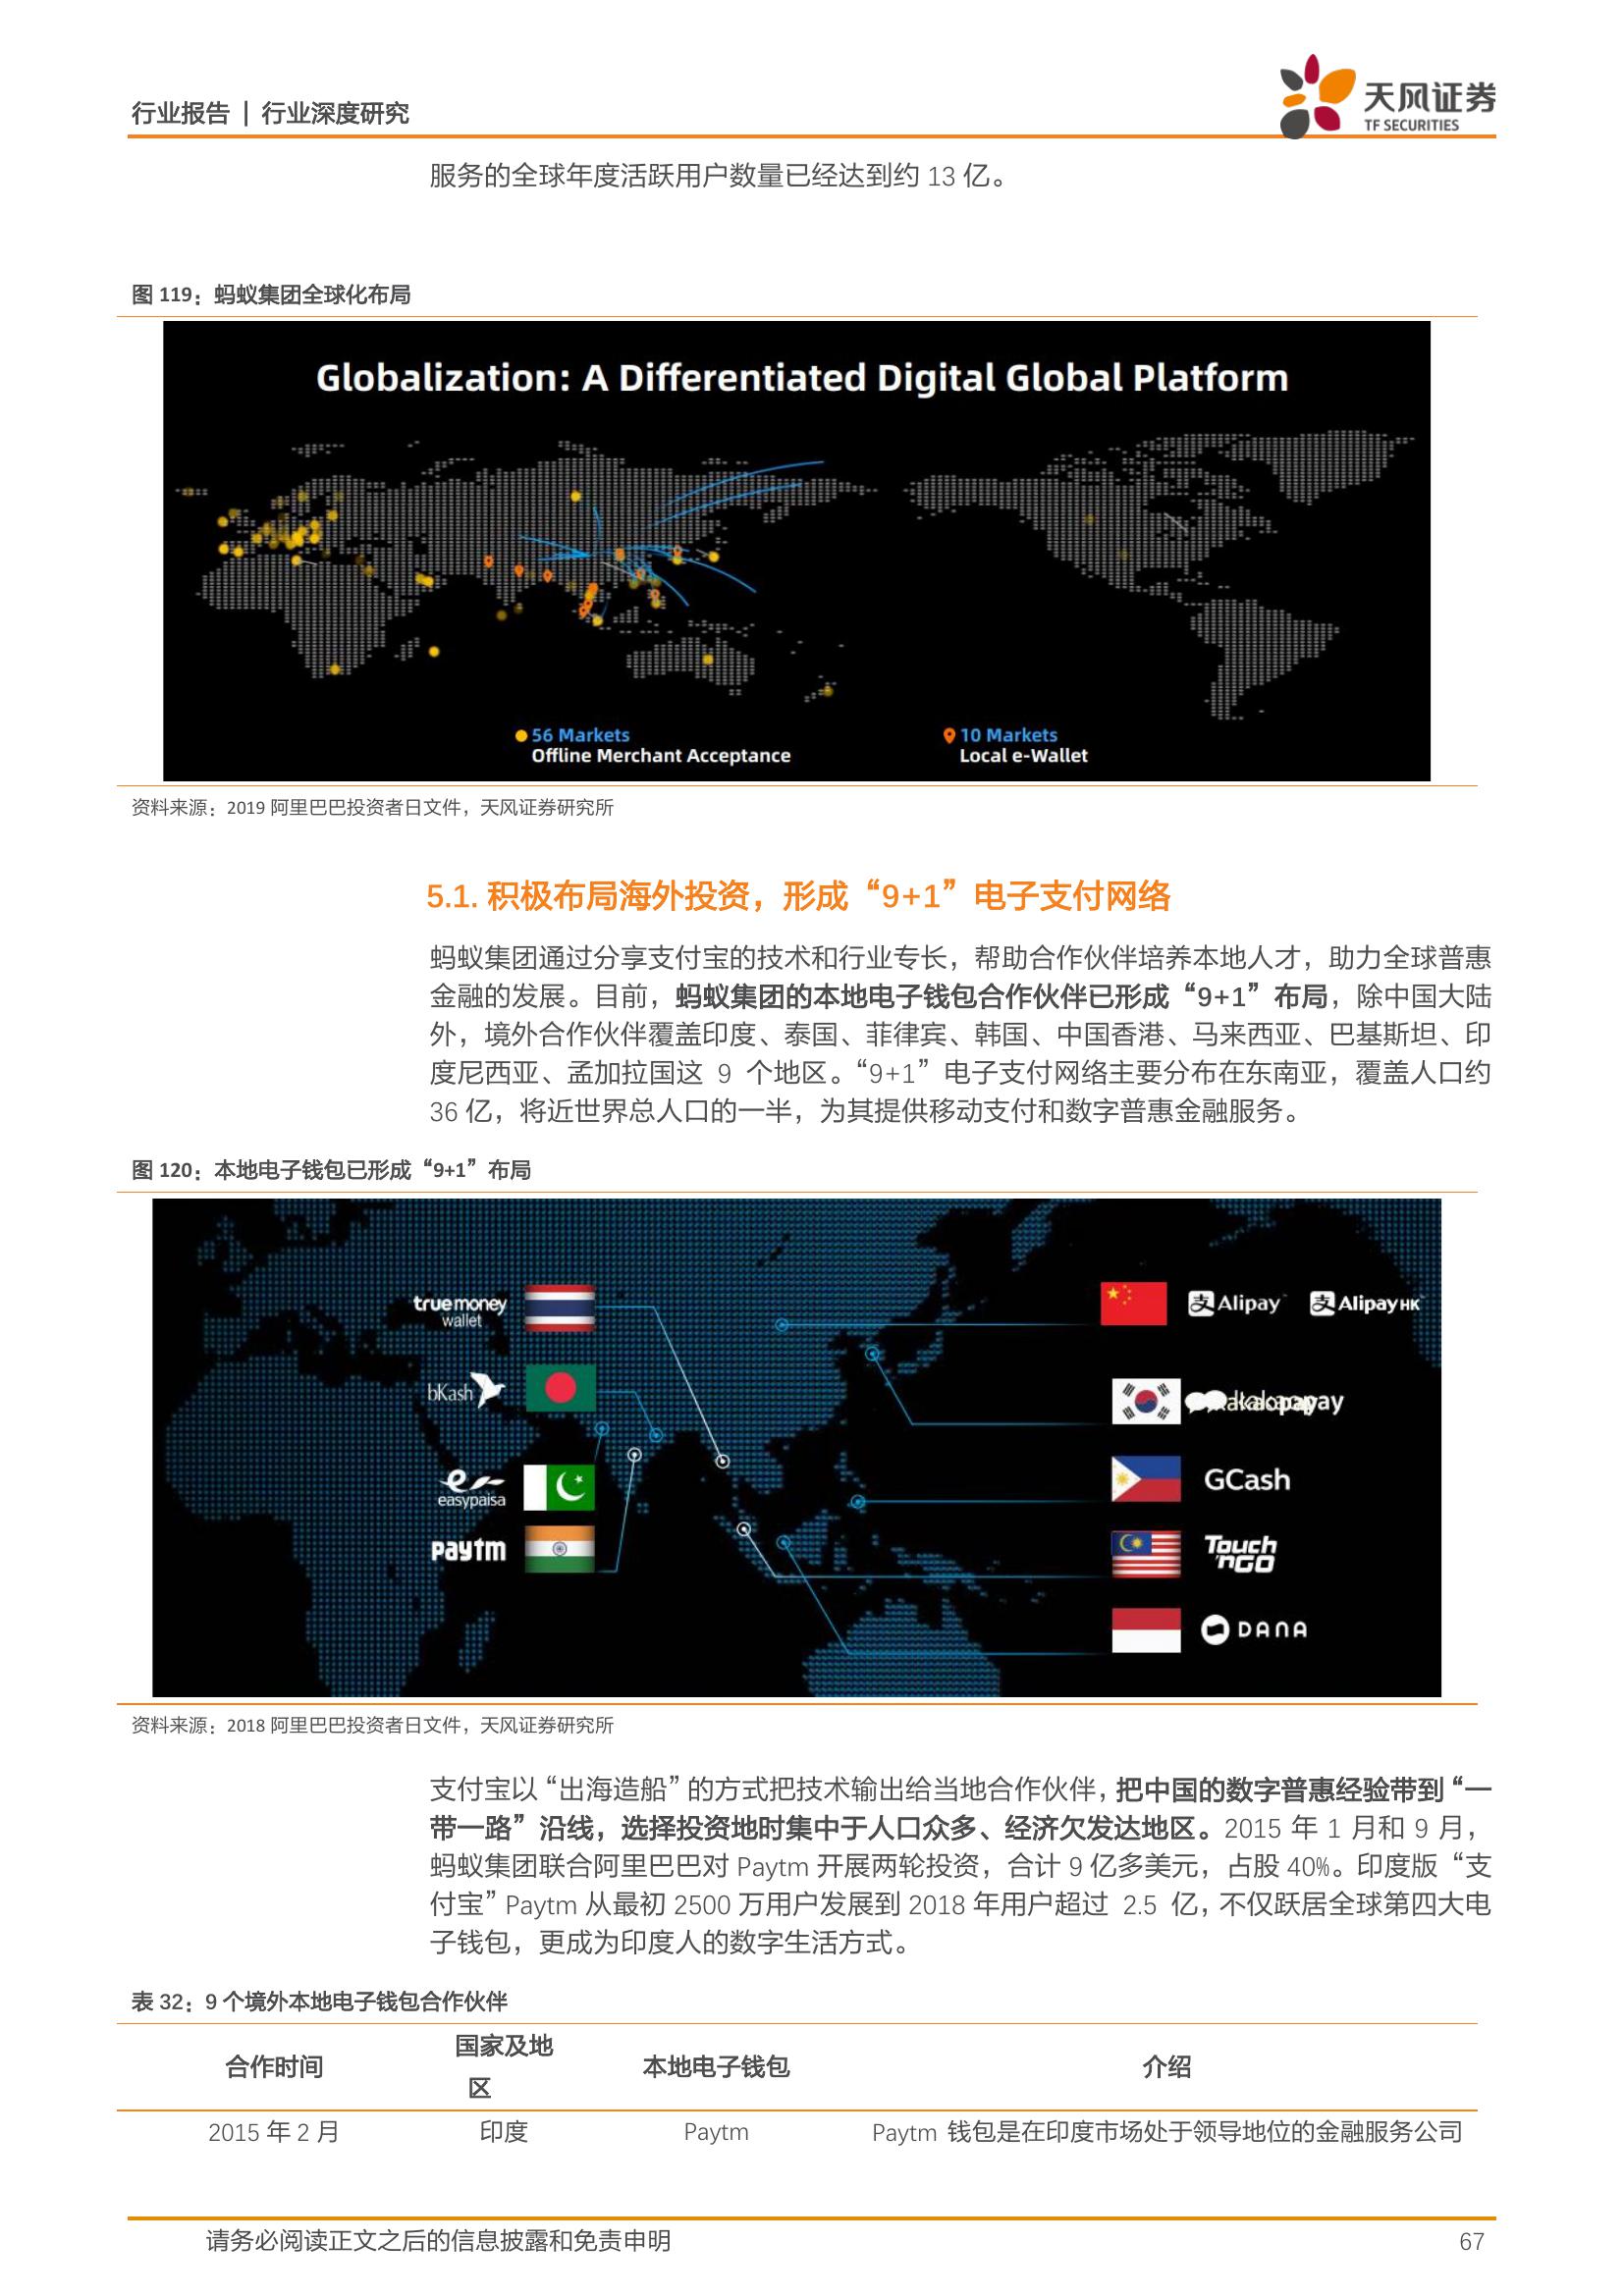 行业报告 | 行业深度研究
天风证券
TF SECURITIES
服务的全球年度活跃用户数量已经达到约 13 亿。
图 119：蚂蚁集团全球化布局
Globalization: A Differentiated Digital Global Platform
56 Markets
Offline Merchant Acceptance
10 Markets
Local e-Wallet
资料来源：2019 阿里巴巴投资者日文件，天风证券研究所
5.1. 积极布局海外投资，形成“9+1”电子支付网络
蚂蚁集团通过分享支付宝的技术和行业专长，帮助合作伙伴培养本地人才，助力全球普惠
金融的发展。目前，蚂蚁集团的本地电子钱包合作伙伴已形成“9+1”布局，除中国大陆
外，境外合作伙伴覆盖印度、泰国、菲律宾、韩国、中国香港、马来西亚、巴基斯坦、印
度尼西亚、孟加拉国这 9 个地区。“9+1”电子支付网络主要分布在东南亚，覆盖人口约
36 亿，将近世界总人口的一半，为其提供移动支付和数字普惠金融服务。
图 120：本地电子钱包已形成“9+1”布局
truemoney
wallet
bKash
easypaisa
paytm
支Alipay 支AlipayHK
GCash
Touch
'nGO
DANA
资料来源：2018 阿里巴巴投资者日文件，天风证券研究所
支付宝以“出海造船”的方式把技术输出给当地合作伙伴，把中国的数字普惠经验带到“一
带一路”沿线，选择投资地时集中于人口众多、经济欠发达地区。2015 年 1 月和 9 月，
蚂蚁集团联合阿里巴巴对 Paytm 开展两轮投资，合计 9 亿多美元，占股 40%。印度版“支
付宝”Paytm 从最初 2500 万用户发展到 2018 年用户超过 2.5 亿，不仅跃居全球第四大电
子钱包，更成为印度人的数字生活方式。
表 32：9 个境外本地电子钱包合作伙伴
合作时间 国家及地区 本地电子钱包 介绍
2015 年 2 月 印度 Paytm Paytm 钱包是在印度市场处于领导地位的金融服务公司
请务必阅读正文之后的信息披露和免责申明 67